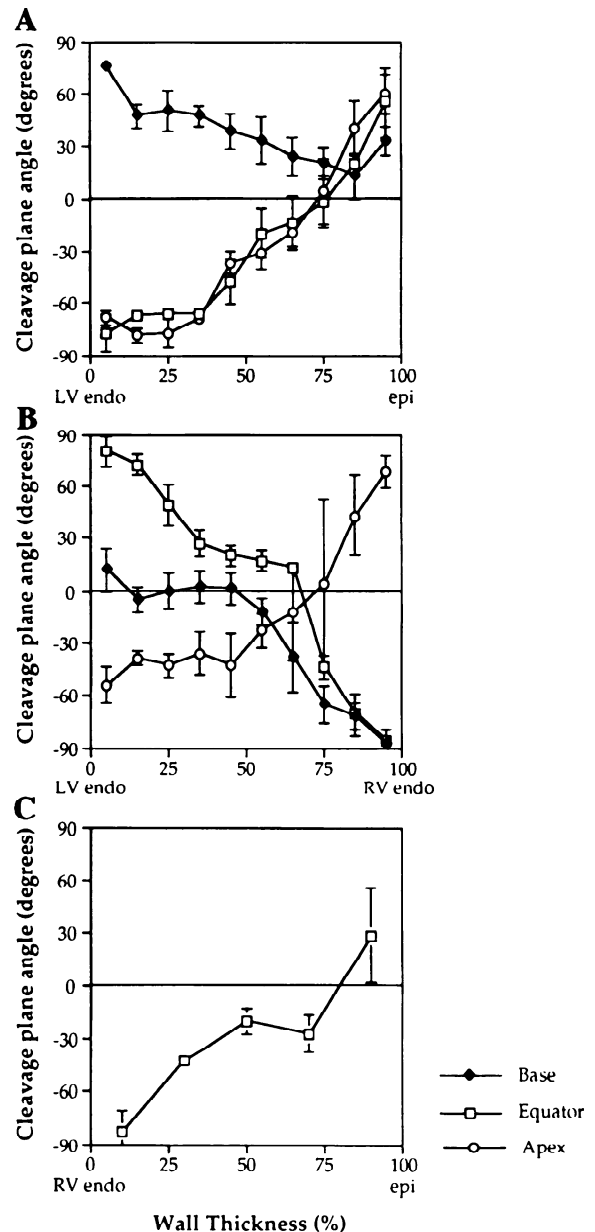 A
Cleavage plane angle (degrees)
90
60
30
0
-30
-60
-90
0 25 50 75 100
LV endo epi
B
Cleavage plane angle (degrees)
90
60
30
0
-30
-60
-90
0 25 50 75 100
LV endo RV endo
C
Cleavage plane angle (degrees)
90
60
30
0
-30
-60
-90
0 25 50 75 100
RV endo epi
Wall Thickness (%)
Base
Equator
Apex